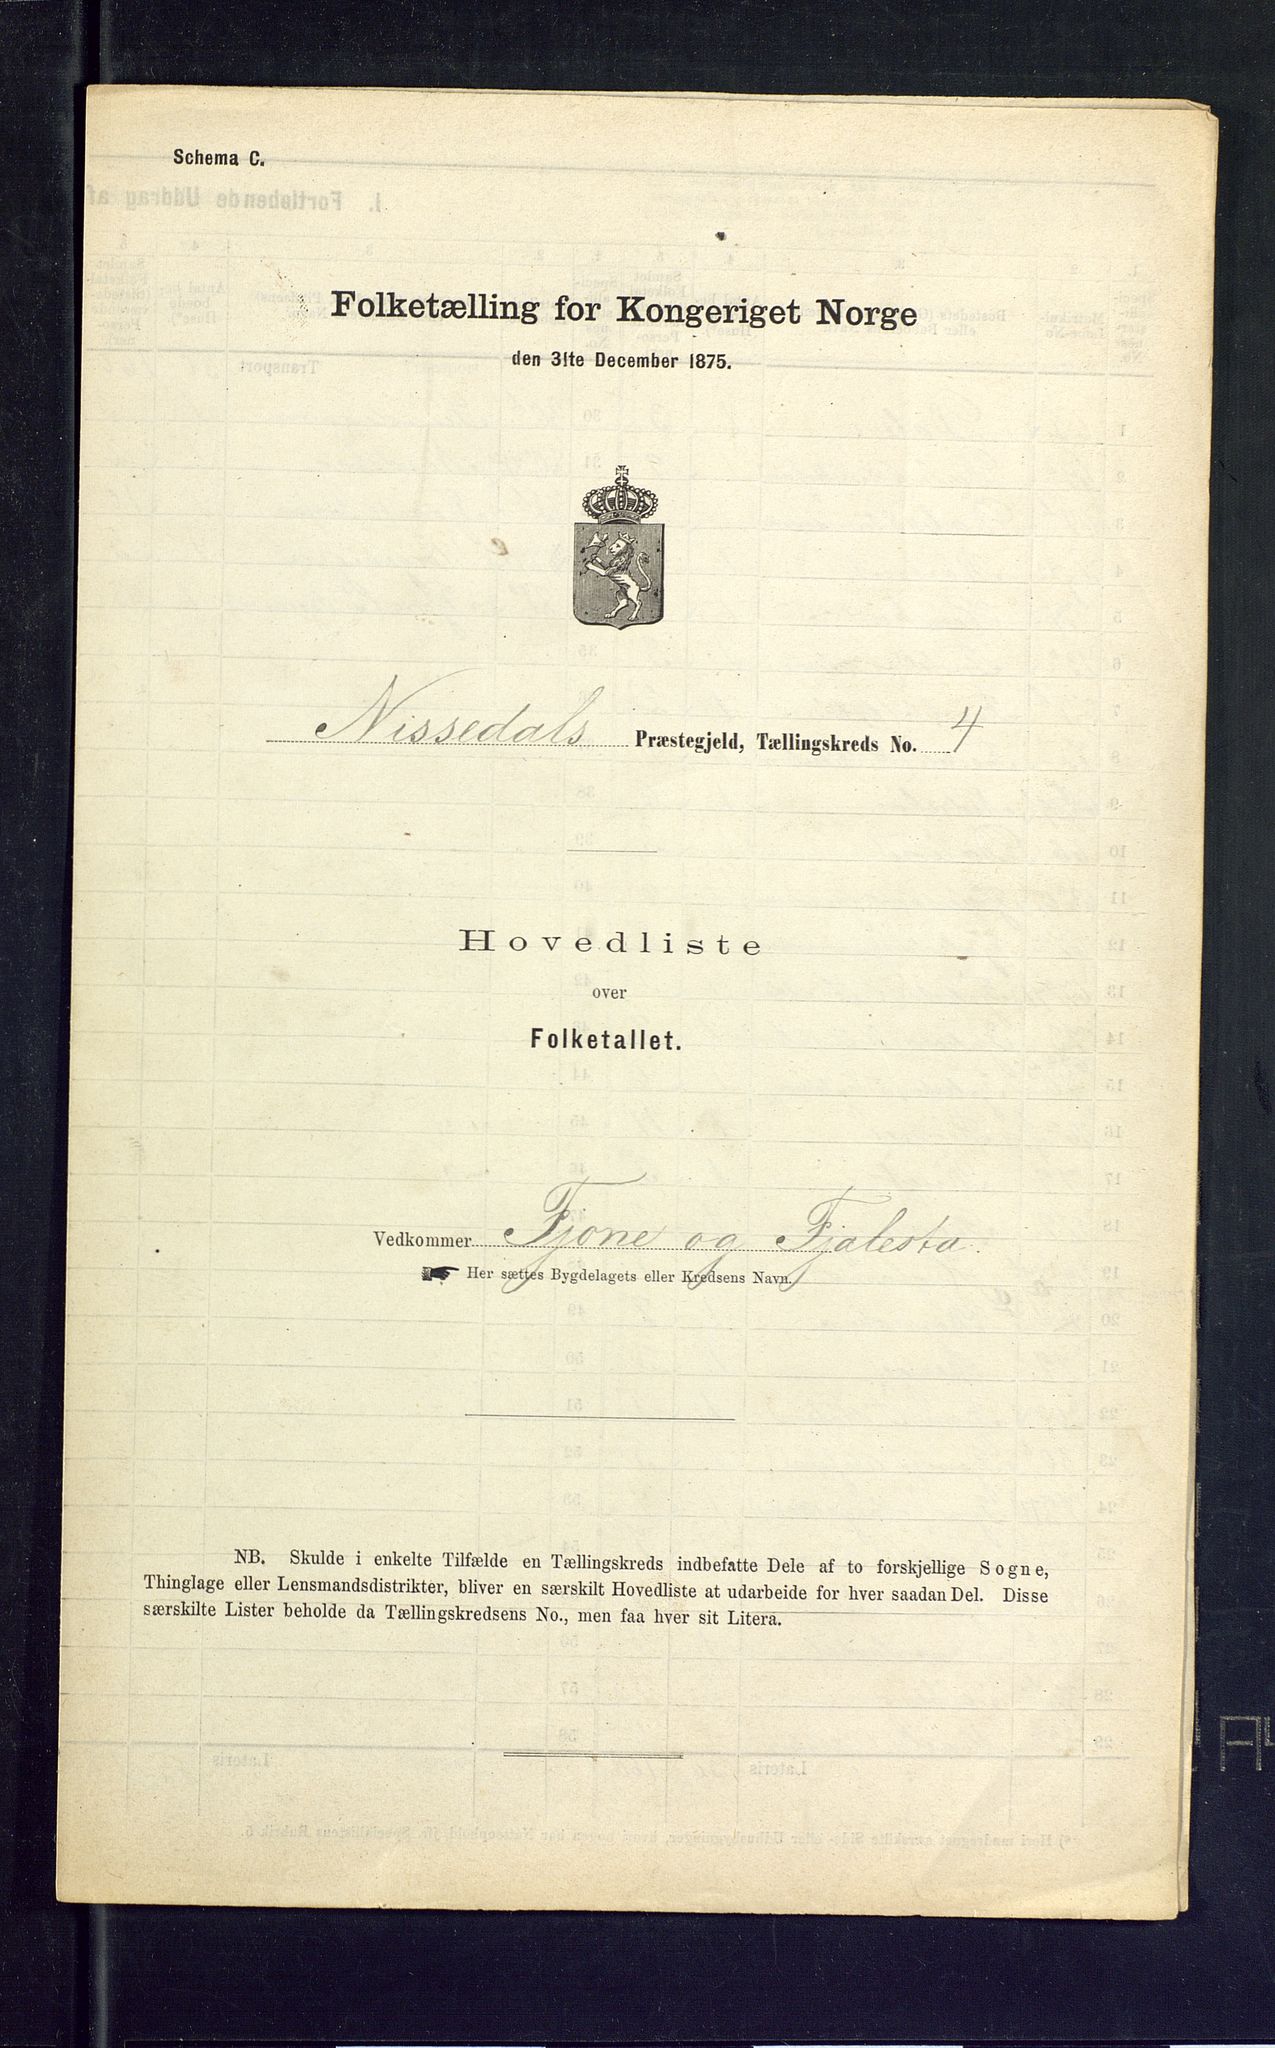 Schema C.
Folketælling for Kongeriget Norge
den 31te December 1875.
Nissedals Præstegjeld, Tællingskreds No. 4
Hovedliste
over
Folketallet.
Vedkommer Fjone og Fjalesta.
Her sættes Bygdelagets eller Kredsens Navn.
NB. Skulde i enkelte Tilfælde en Tællingskreds indbefatte Dele af to forskjellige Sogne,
Thinglage eller Lensmandsdistrikter, bliver en særskilt Hovedliste at udarbeide for hver saadan Del. Disse
særskilte Lister beholde da Tællingskredsens No., men faa hver sit Litera.